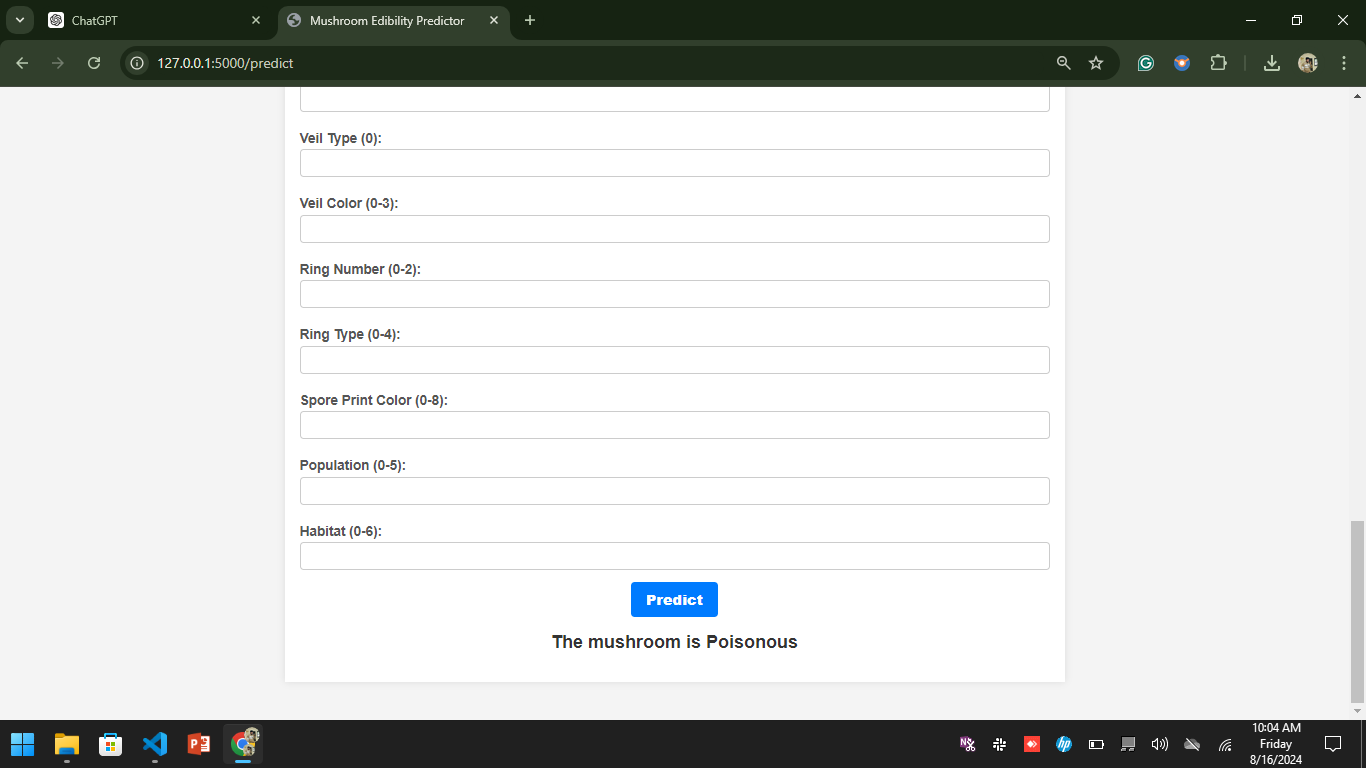 ChatGPT
Mushroom Edibility Predictor
127.0.0.1:5000/predict
Veil Type (0):
Veil Color (0-3):
Ring Number (0-2):
Ring Type (0-4):
Spore Print Color (0-8):
Population (0-5):
Habitat (0-6):
Predict
The mushroom is Poisonous
10:04 AM
Friday
8/16/2024